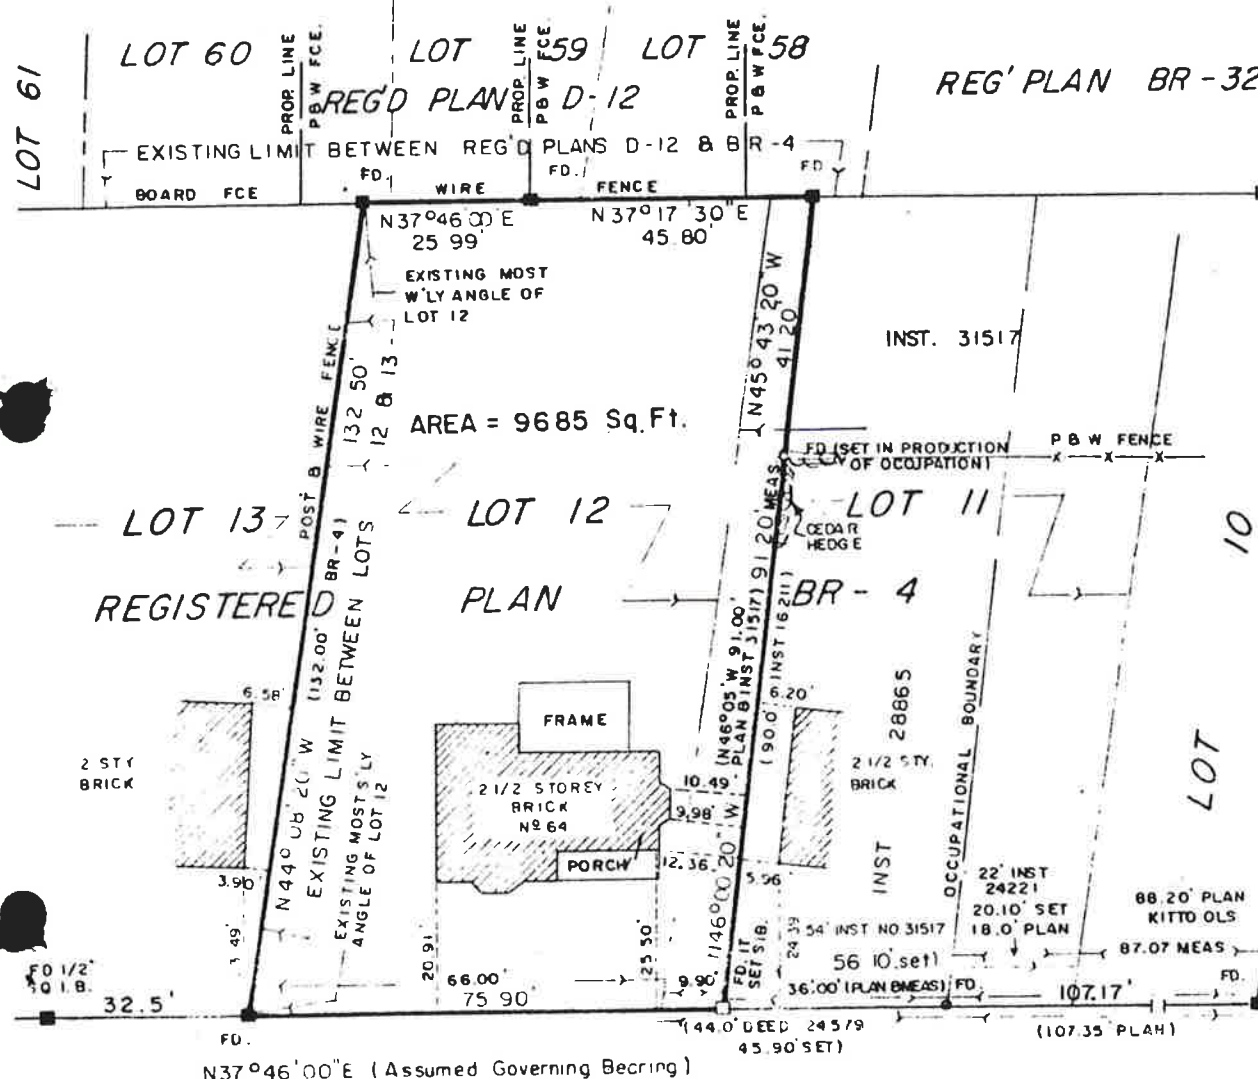 LOT 61
LOT 60
PROP. LINE
P & W FCE.
LOT 59
PROP. LINE
P & W FCE.
LOT 58
PROP. LINE
P & W FCE.
REG' PLAN BR-32
REG'D PLAN D-12
EXISTING LIMIT BETWEEN REG'D PLANS D-12 & BR-4
FD.
FD.
FD
BOARD FCE
WIRE FENCE
N37°46'00"E
25 99'
N37°17'30"E
45.80'
EXISTING MOST
W'LY ANGLE OF
LOT 12
N45°43'20"W
41 20'
INST. 31517
POST & WIRE FENCE
132 50'
12 & 13
AREA = 9685 Sq.Ft.
FD (SET IN PRODUCTION
OF OCCUPATION)
P & W FENCE
LOT 13
LOT 12
LOT 11
CEDAR
HEDGE
10
LOT
REGISTERED PLAN BR-4
(132.00' BR-4)
EXISTING LIMIT BETWEEN LOTS
N44°08'20"W
EXISTING MOST S'LY
ANGLE OF LOT 12
91 20' MEAS.
(N46°05'W 91.00'
PLAN & INST 31517)
(90.0' INST 16211)
6.58'
2 STY
BRICK
3.90'
3.49'
FRAME
2 1/2 STOREY
BRICK
Nº 64
PORCH
10.49'
9.98'
12.36'
6.20'
2 1/2 STY.
BRICK
5.96
INST 28865
OCCUPATIONAL BOUNDARY
N46°00'20"W
20.91'
25.50'
FD. IT
SET S.I.B.
24.39
54' INST NO 31517
56 10' set)
36.00' (PLAN & MEAS)
FD.
22' INST
24221
20.10' SET
18.0' PLAN
88.20' PLAN
KITTO OLS
87.07 MEAS
FD 1/2"
SQ I.B.
32.5'
66.00'
9.90'
75 90'
107.17'
FD.
(107.35' PLAN)
(44.0' DEED 24579
45.90' SET)
FD.
N37°46'00"E (Assumed Governing Bearing)